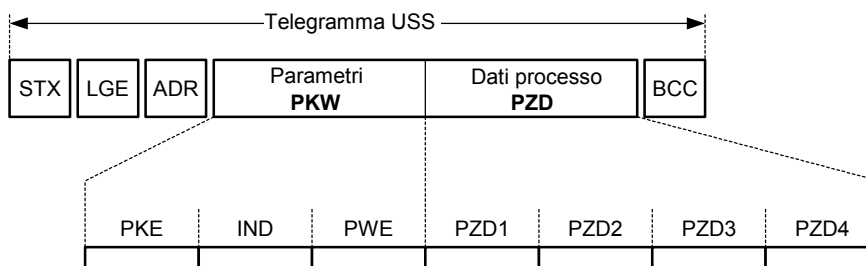 Telegramma USS
STX LGE ADR Parametri PKW Dati processo PZD BCC
PKE IND PWE PZD1 PZD2 PZD3 PZD4